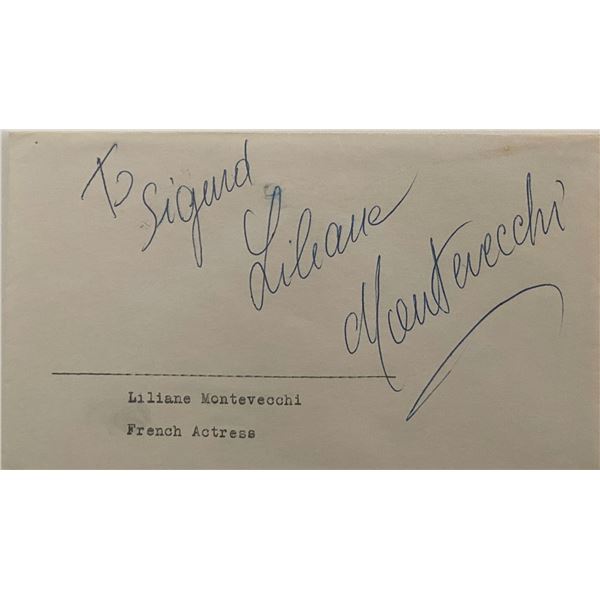 To Sigurd
Liliane
Montevecchi
Liliane Montevecchi
French Actress